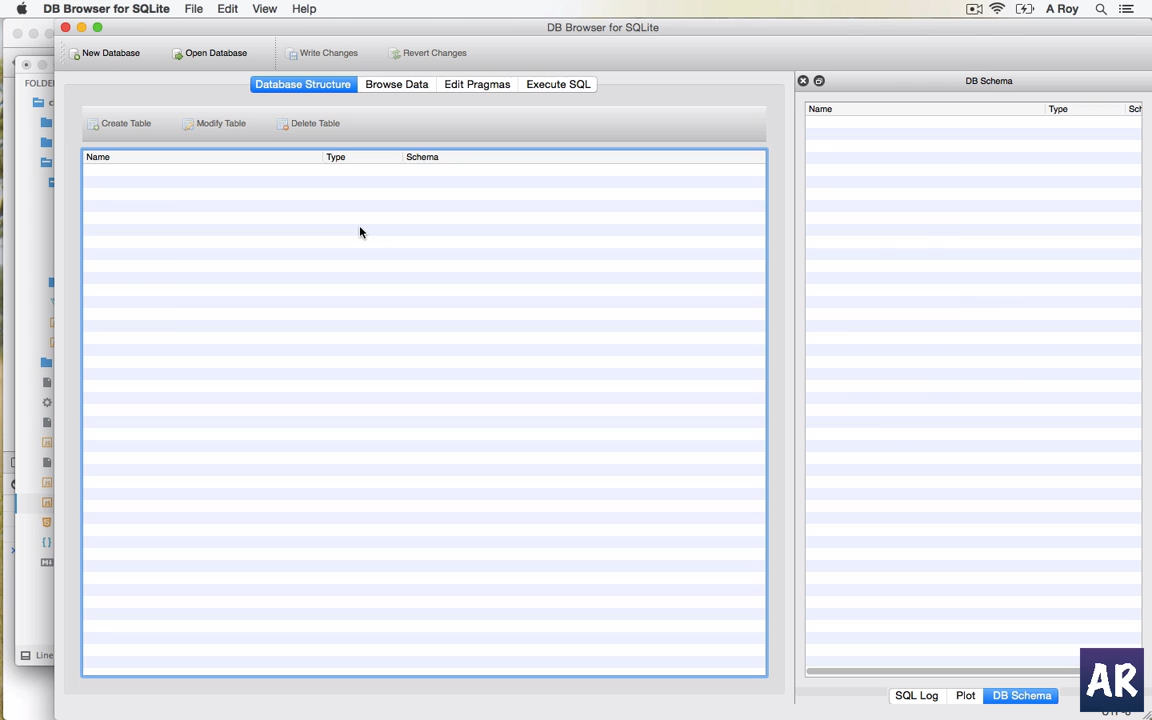 DB Browser for SQLite File Edit View Help A Roy
DB Browser for SQLite
New Database Open Database Write Changes Revert Changes
FOLDE
Database Structure Browse Data Edit Pragmas Execute SQL
DB Schema
Create Table Modify Table Delete Table
Name Type Schema
Name Type Sch
Line
SQL Log Plot DB Schema
AR